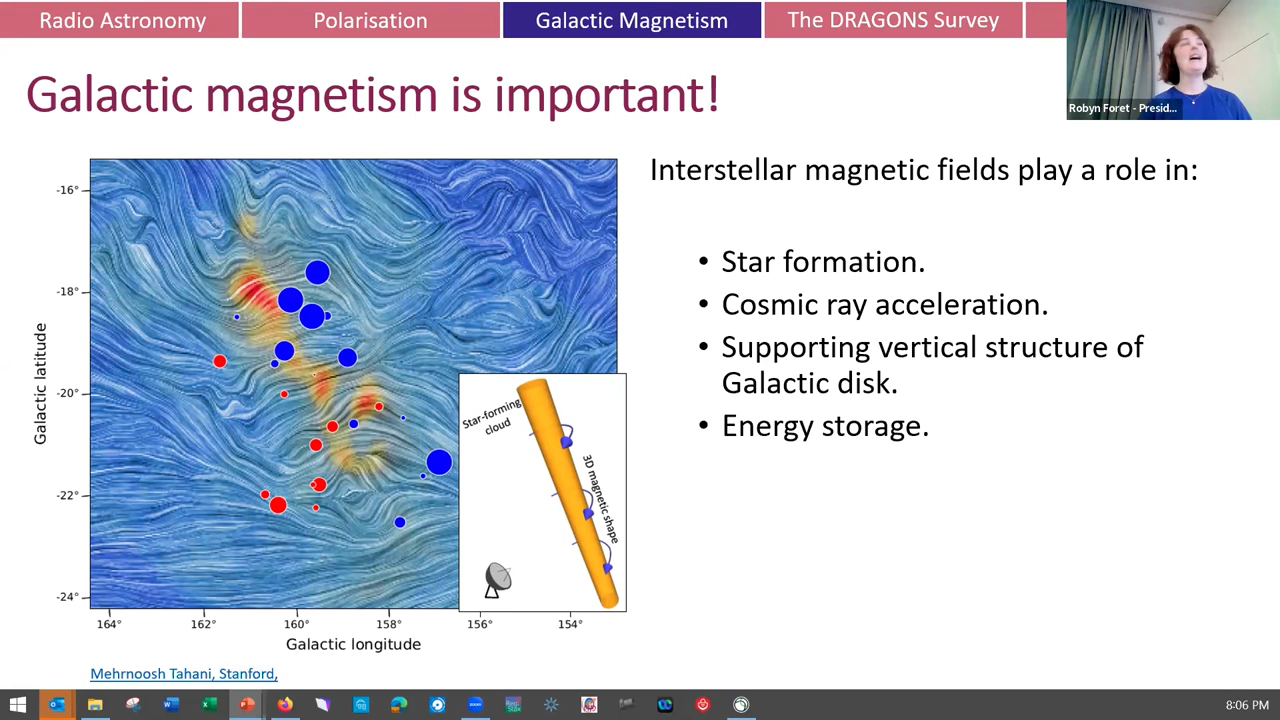 Radio Astronomy
Polarisation
Galactic Magnetism
The DRAGONS Survey
Robyn Foret - Presid...
Galactic magnetism is important!
Interstellar magnetic fields play a role in:
• Star formation.
• Cosmic ray acceleration.
• Supporting vertical structure of
Galactic disk.
• Energy storage.
Galactic latitude
-16°
-18°
-20°
-22°
-24°
Star-forming
cloud
3D magnetic shape
164°
162°
160°
158°
156°
154°
Galactic longitude
Mehrnoosh Tahani, Stanford,
8:06 PM